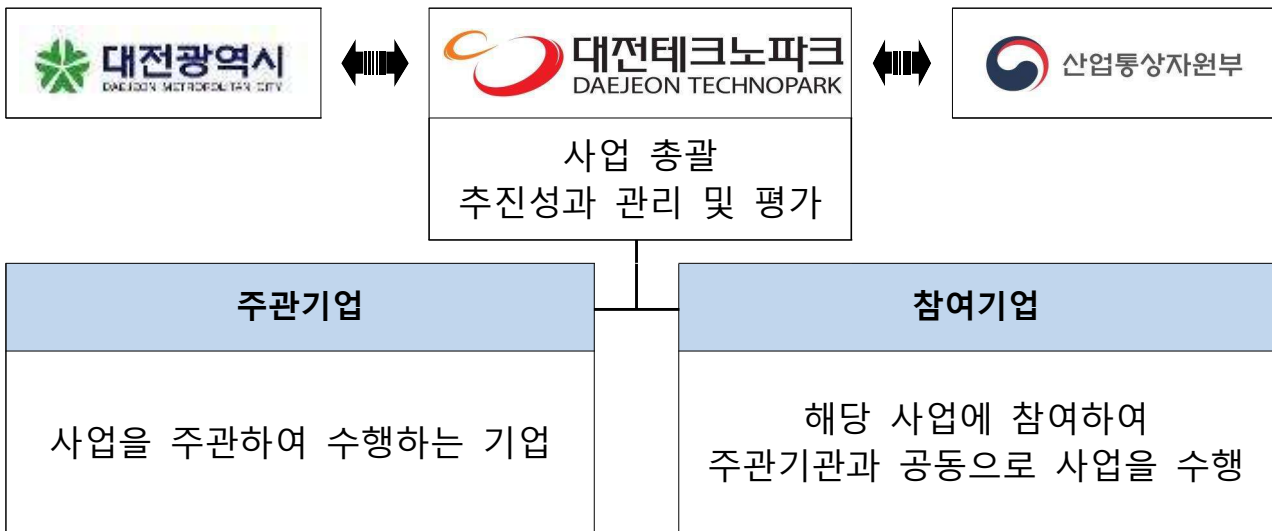 대전광역시
DAEJEON METROPOLITAN CITY
대전테크노파크
DAEJEON TECHNOPARK
산업통상자원부
사업 총괄
추진성과 관리 및 평가
주관기업
참여기업
사업을 주관하여 수행하는 기업
해당 사업에 참여하여
주관기관과 공동으로 사업을 수행